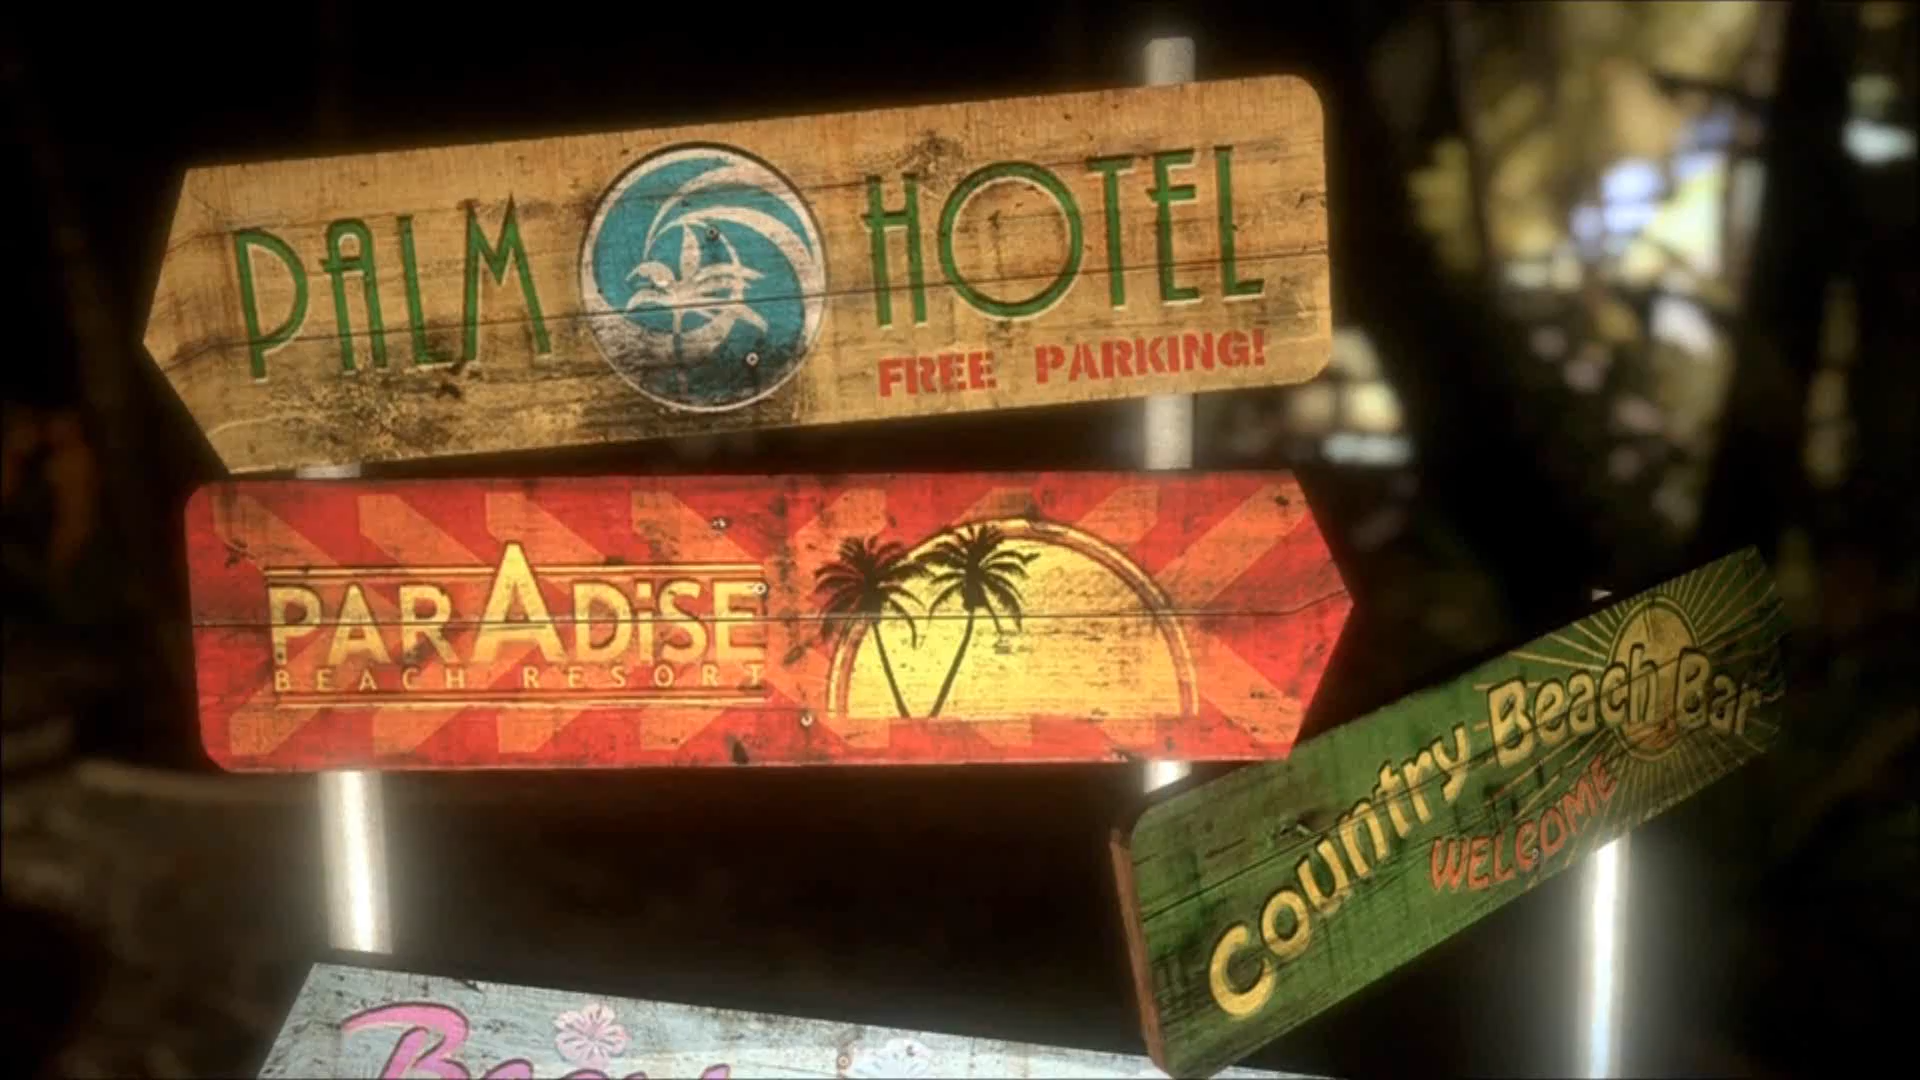 PALM HOTEL
FREE PARKING!
PARADiSE
BEACH RESORT
Country Beach Bar
WELCOME